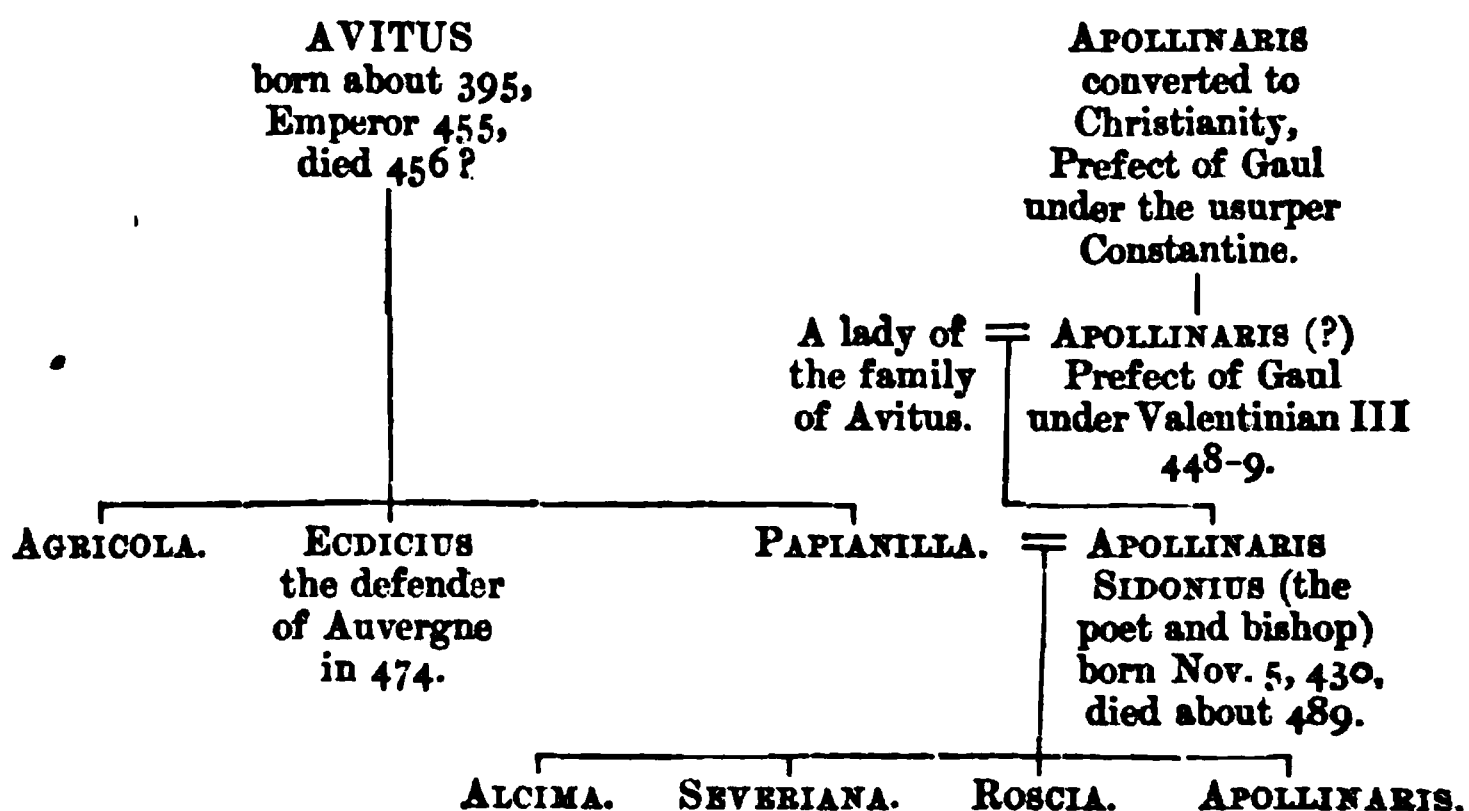 AVITUS
born about 395,
Emperor 455,
died 456?
APOLLINARIS
converted to
Christianity,
Prefect of Gaul
under the usurper
Constantine.
A lady of
the family
of Avitus.
=
APOLLINARIS (?)
Prefect of Gaul
under Valentinian III
448-9.
AGRICOLA.
ECDICIUS
the defender
of Auvergne
in 474.
PAPIANILLA.
=
APOLLINARIS
SIDONIUS (the
poet and bishop)
born Nov. 5, 430,
died about 489.
ALCIMA.
SEVERIANA.
ROSCIA.
APOLLINARIS.